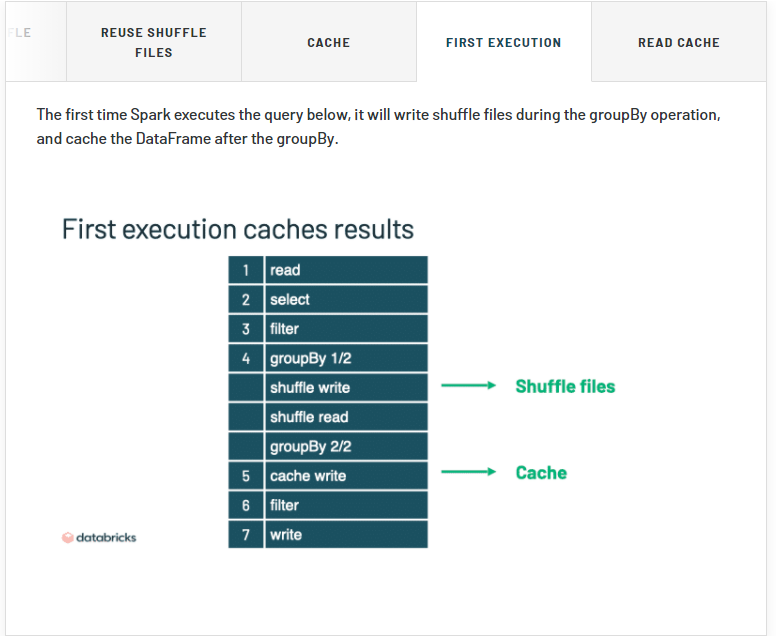 FLE
REUSE SHUFFLE
FILES
CACHE
FIRST EXECUTION
READ CACHE
The first time Spark executes the query below, it will write shuffle files during the groupBy operation,
and cache the DataFrame after the groupBy.
First execution caches results
1 read
2 select
3 filter
4 groupBy 1/2
shuffle write
Shuffle files
shuffle read
groupBy 2/2
5 cache write
Cache
6 filter
7 write
databricks